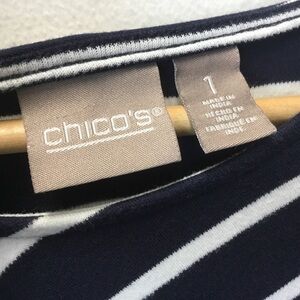 chico's®
1
MADE IN
INDIA
HECHO EN
INDIA
FABRIQUÉ EN
INDE